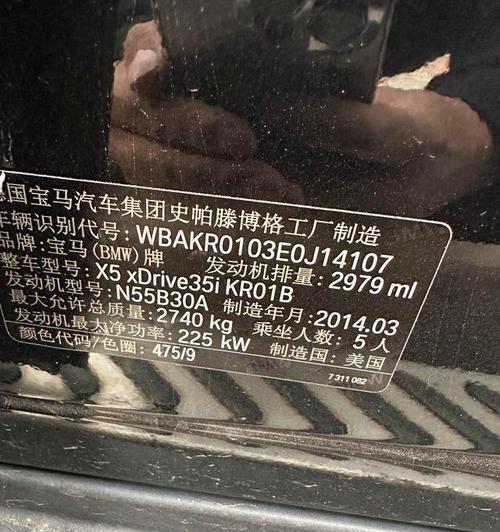 德国宝马汽车集团史帕滕博格工厂制造
车辆识别代号: WBAKR0103E0J14107
品牌: 宝马(BMW)牌 发动机排量: 2979 ml
整车型号: X5 xDrive35i KR01B
发动机型号: N55B30A 制造年月: 2014.03
最大允许总质量: 2740 kg 乘坐人数: 5 人
发动机最大净功率: 225 kW 制造国: 美国
颜色代码/色圈: 475/9
7 311 082